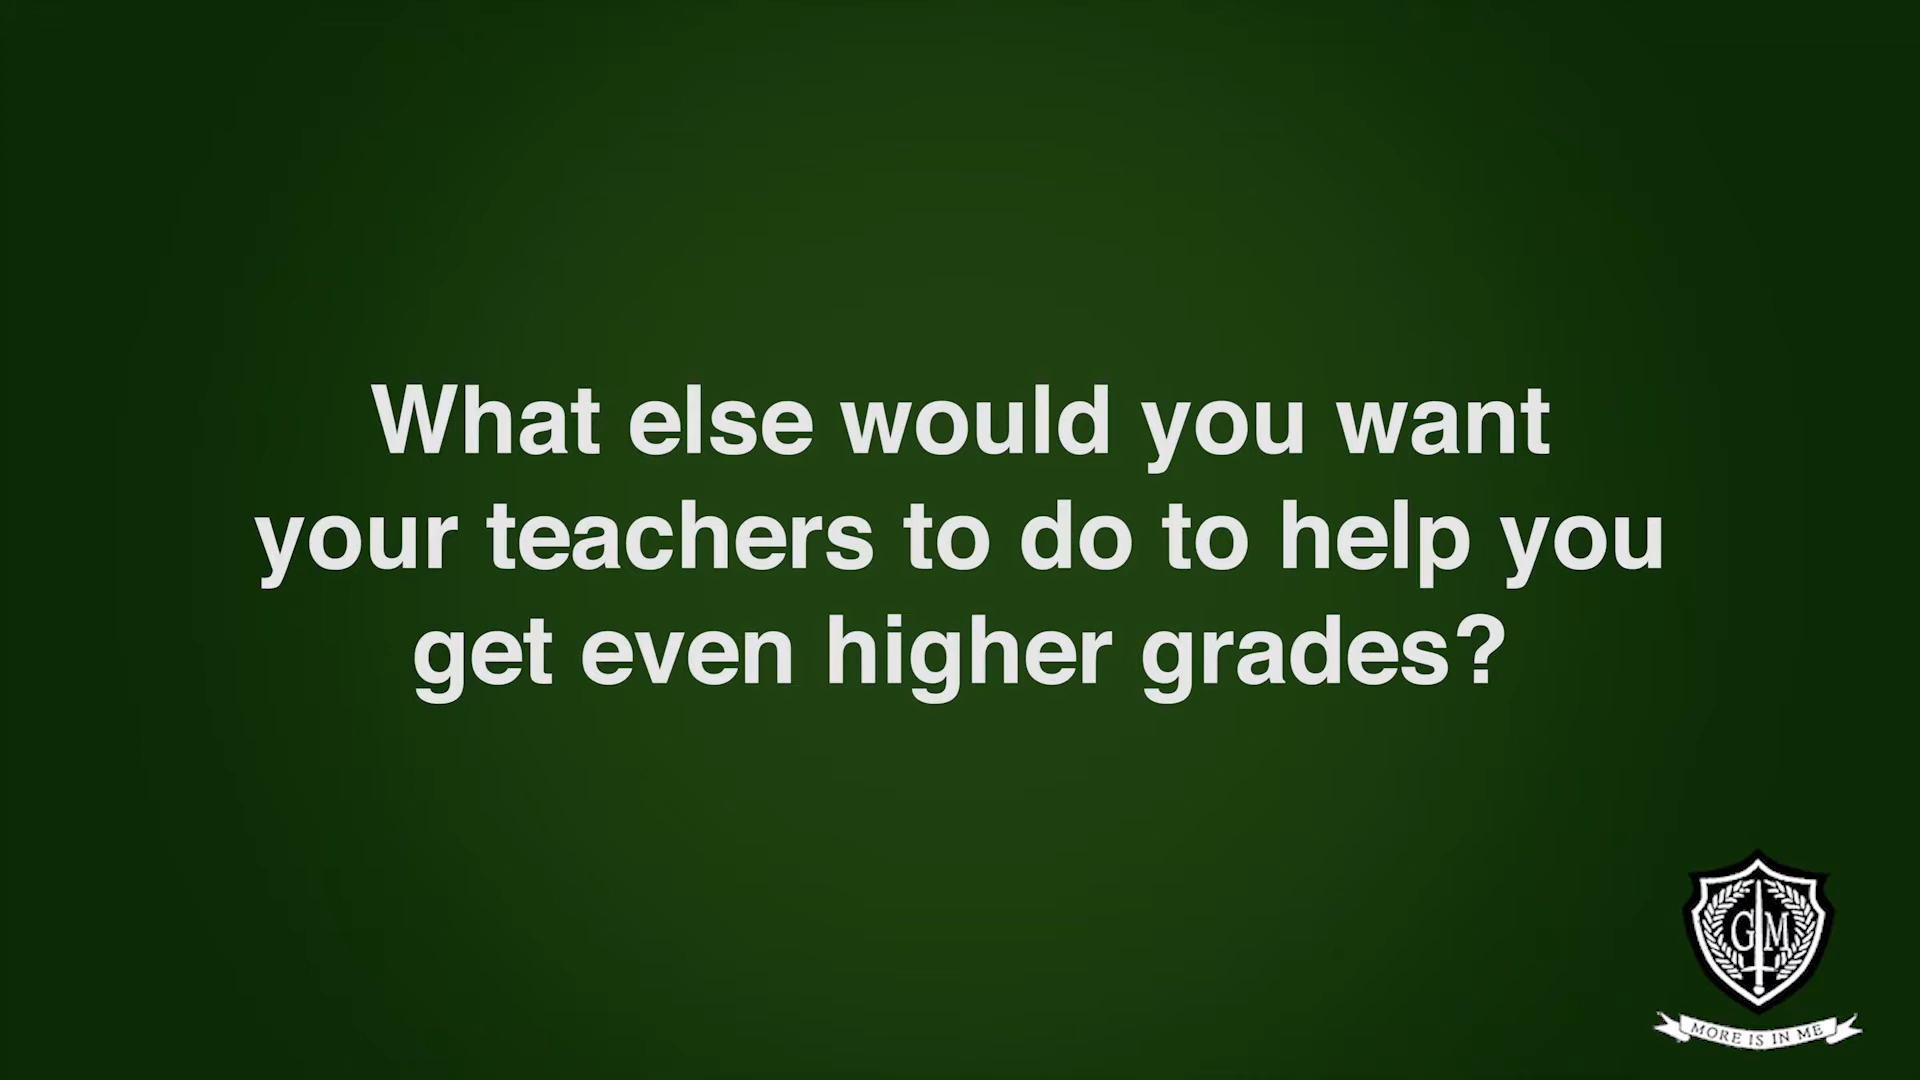 What else would you want
your teachers to do to help you
get even higher grades?
GM
MORE IS IN ME